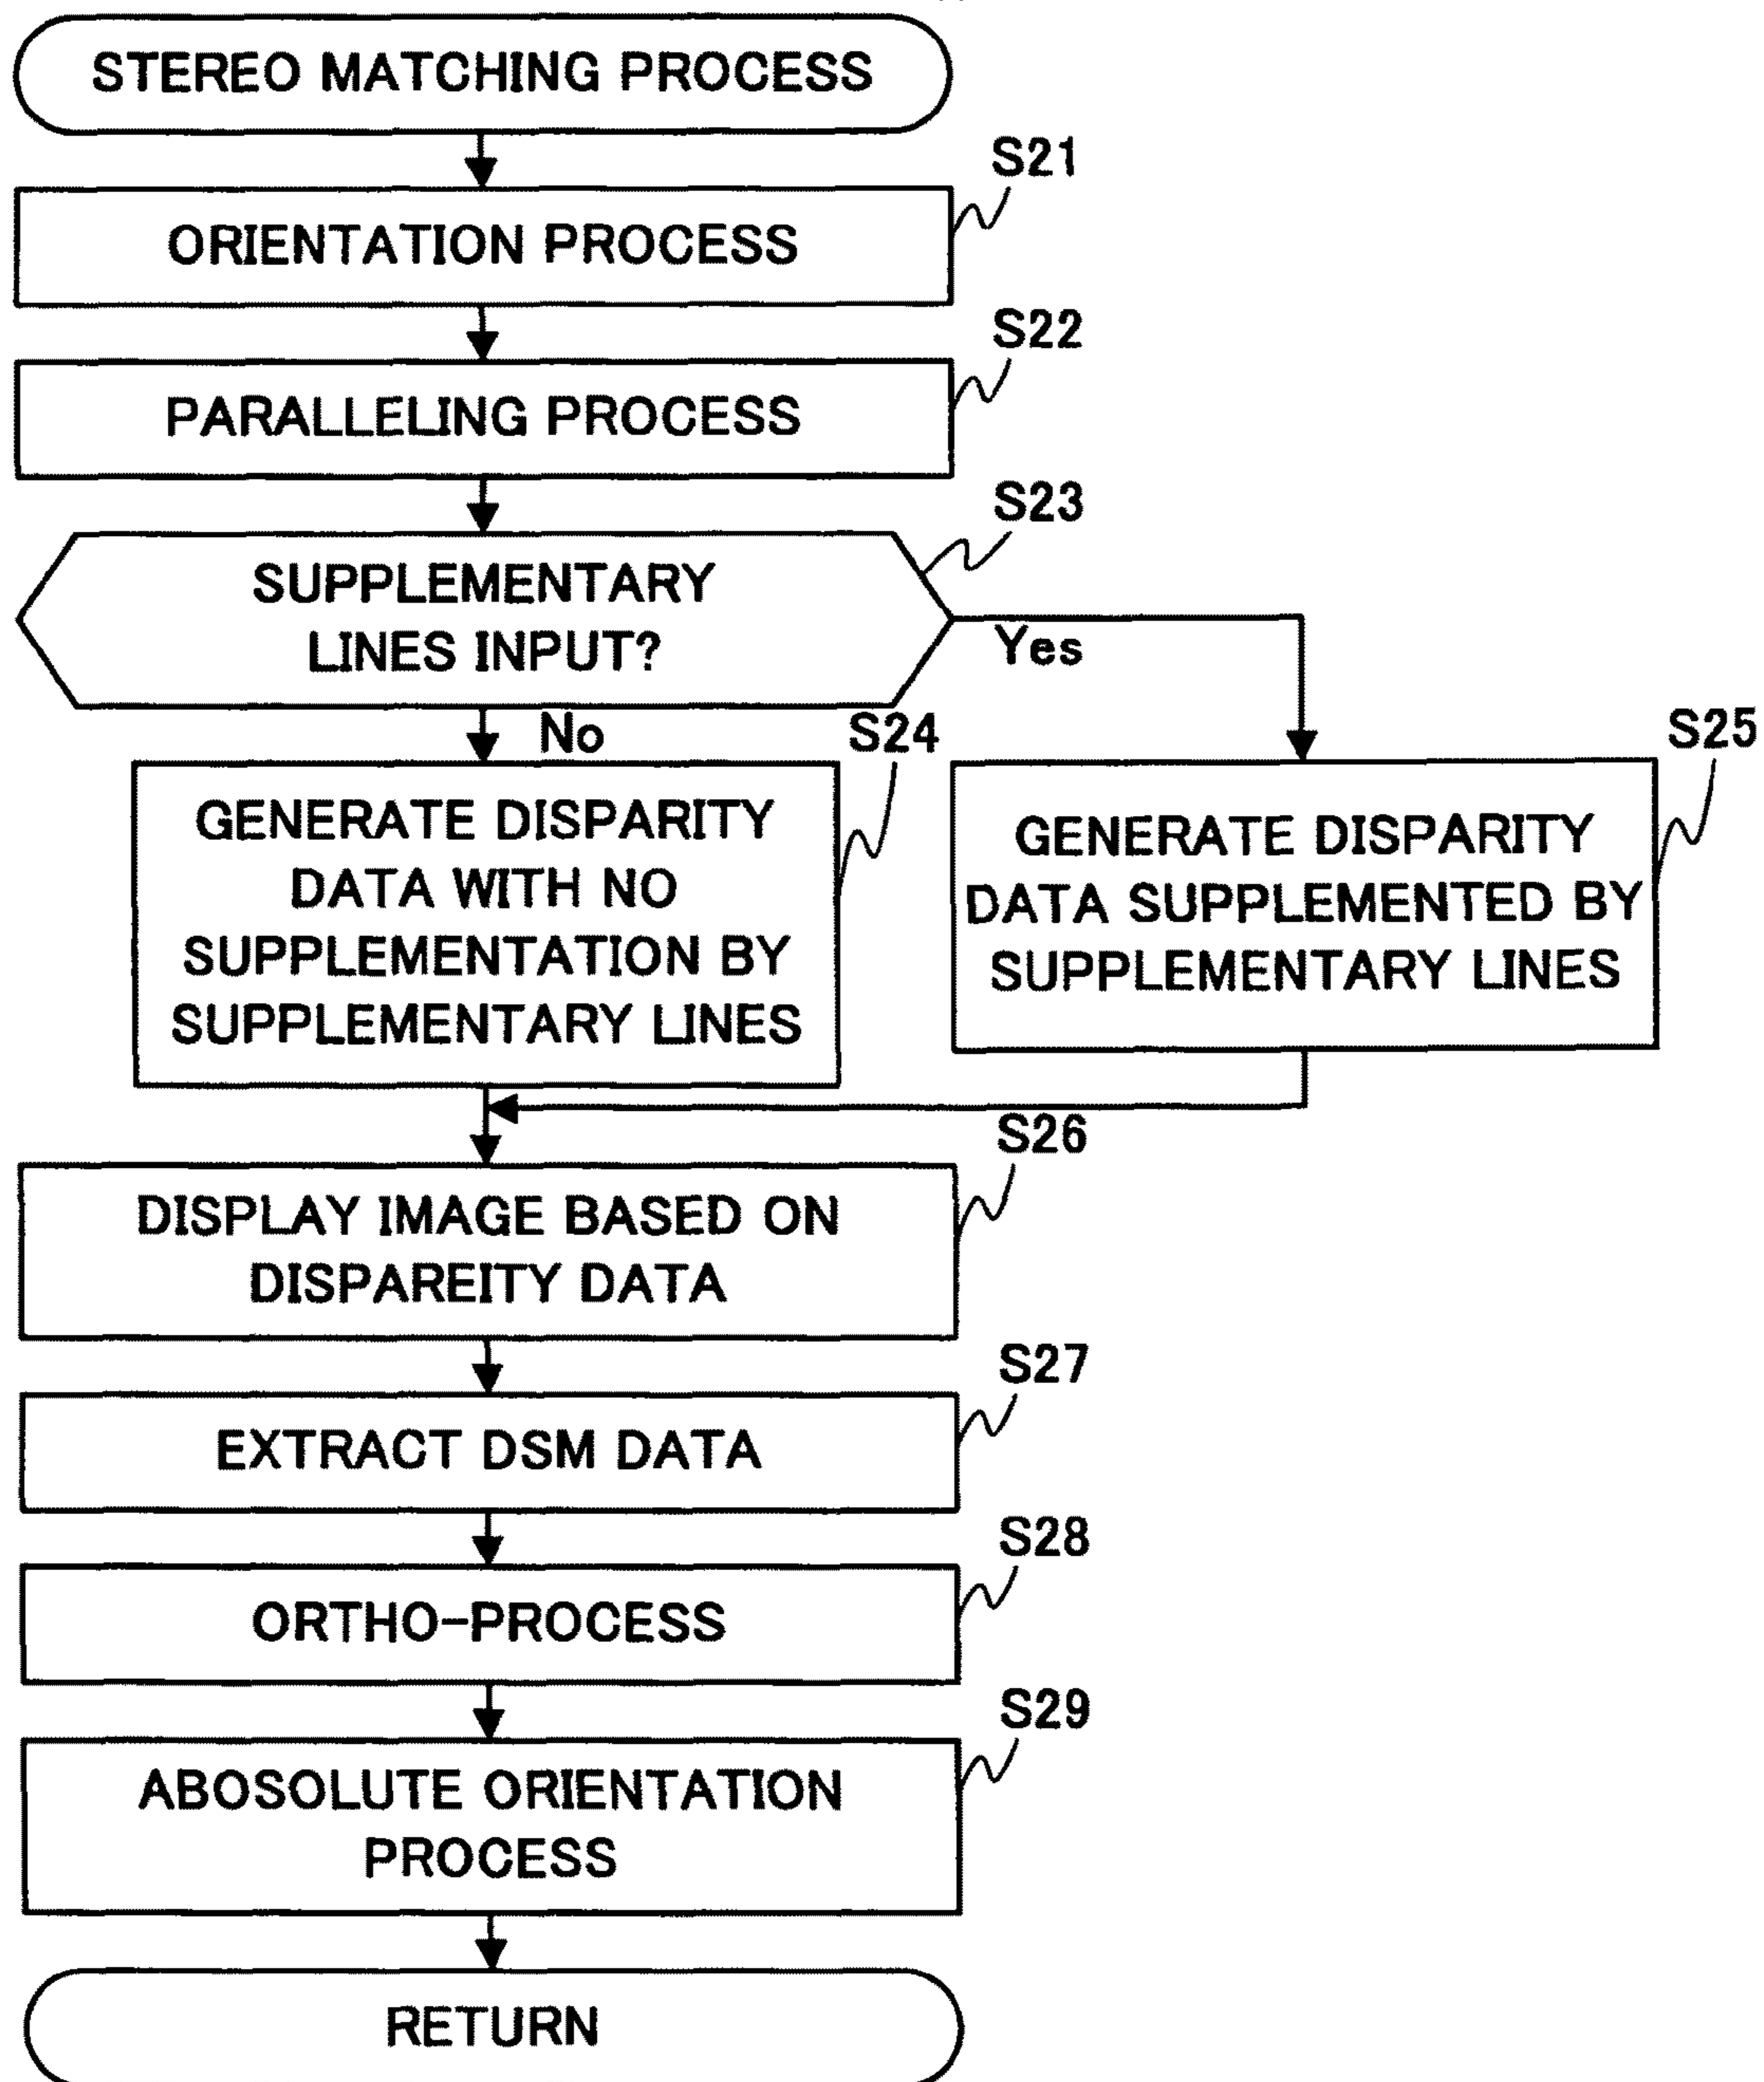 STEREO MATCHING PROCESS
S21
ORIENTATION PROCESS
S22
PARALLELING PROCESS
S23
SUPPLEMENTARY
LINES INPUT?
Yes
No
S24
GENERATE DISPARITY
DATA WITH NO
SUPPLEMENTATION BY
SUPPLEMENTARY LINES
S25
GENERATE DISPARITY
DATA SUPPLEMENTED BY
SUPPLEMENTARY LINES
S26
DISPLAY IMAGE BASED ON
DISPAREITY DATA
S27
EXTRACT DSM DATA
S28
ORTHO-PROCESS
S29
ABOSOLUTE ORIENTATION
PROCESS
RETURN